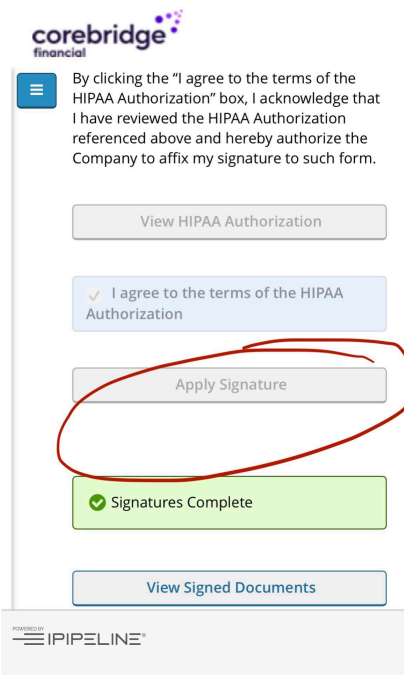 corebridge
financial
By clicking the “I agree to the terms of the
HIPAA Authorization” box, I acknowledge that
I have reviewed the HIPAA Authorization
referenced above and hereby authorize the
Company to affix my signature to such form.
View HIPAA Authorization
I agree to the terms of the HIPAA
Authorization
Apply Signature
Signatures Complete
View Signed Documents
POWERED BY
IPIPELINE®